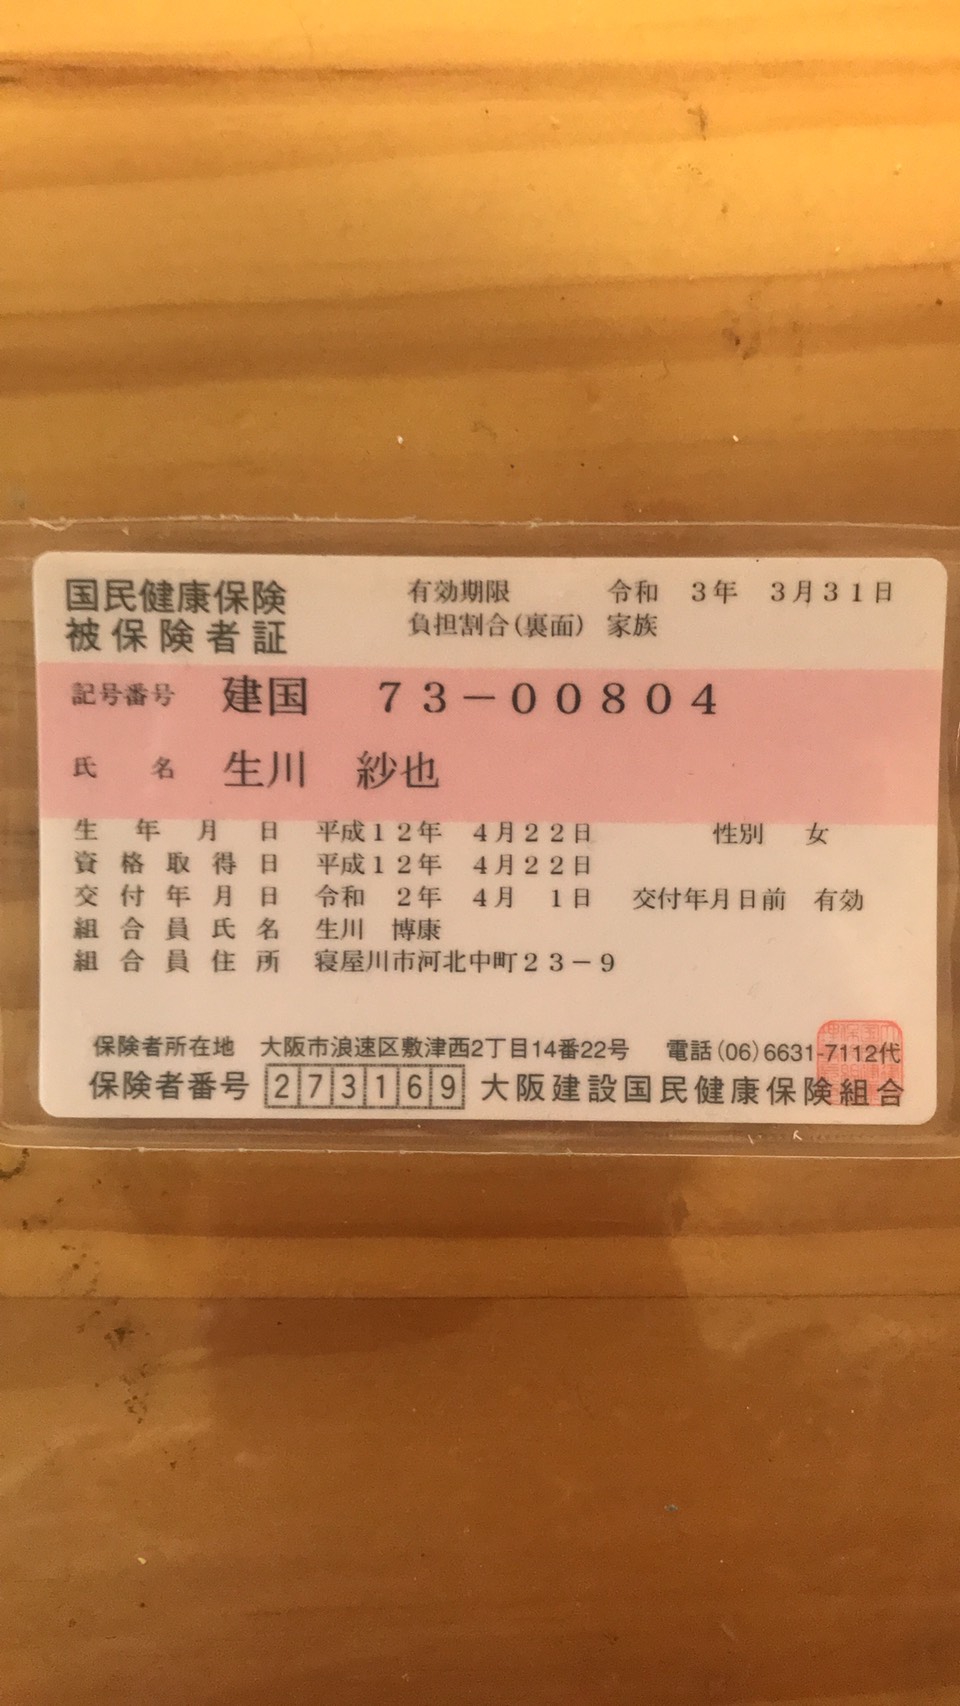 国民健康保険
被保険者証
有効期限 令和 3年 3月31日
負担割合(裏面) 家族
記号番号 建国 73-00804
氏名 生川 紗也
生年月日 平成12年 4月22日 性別 女
資格取得日 平成12年 4月22日
交付年月日 令和 2年 4月 1日 交付年月日前 有効
組合員氏名 生川 博康
組合員住所 寝屋川市河北中町23-9
保険者所在地 大阪市浪速区敷津西2丁目14番22号 電話(06)6631-7112代
保険者番号 273169 大阪建設国民健康保険組合